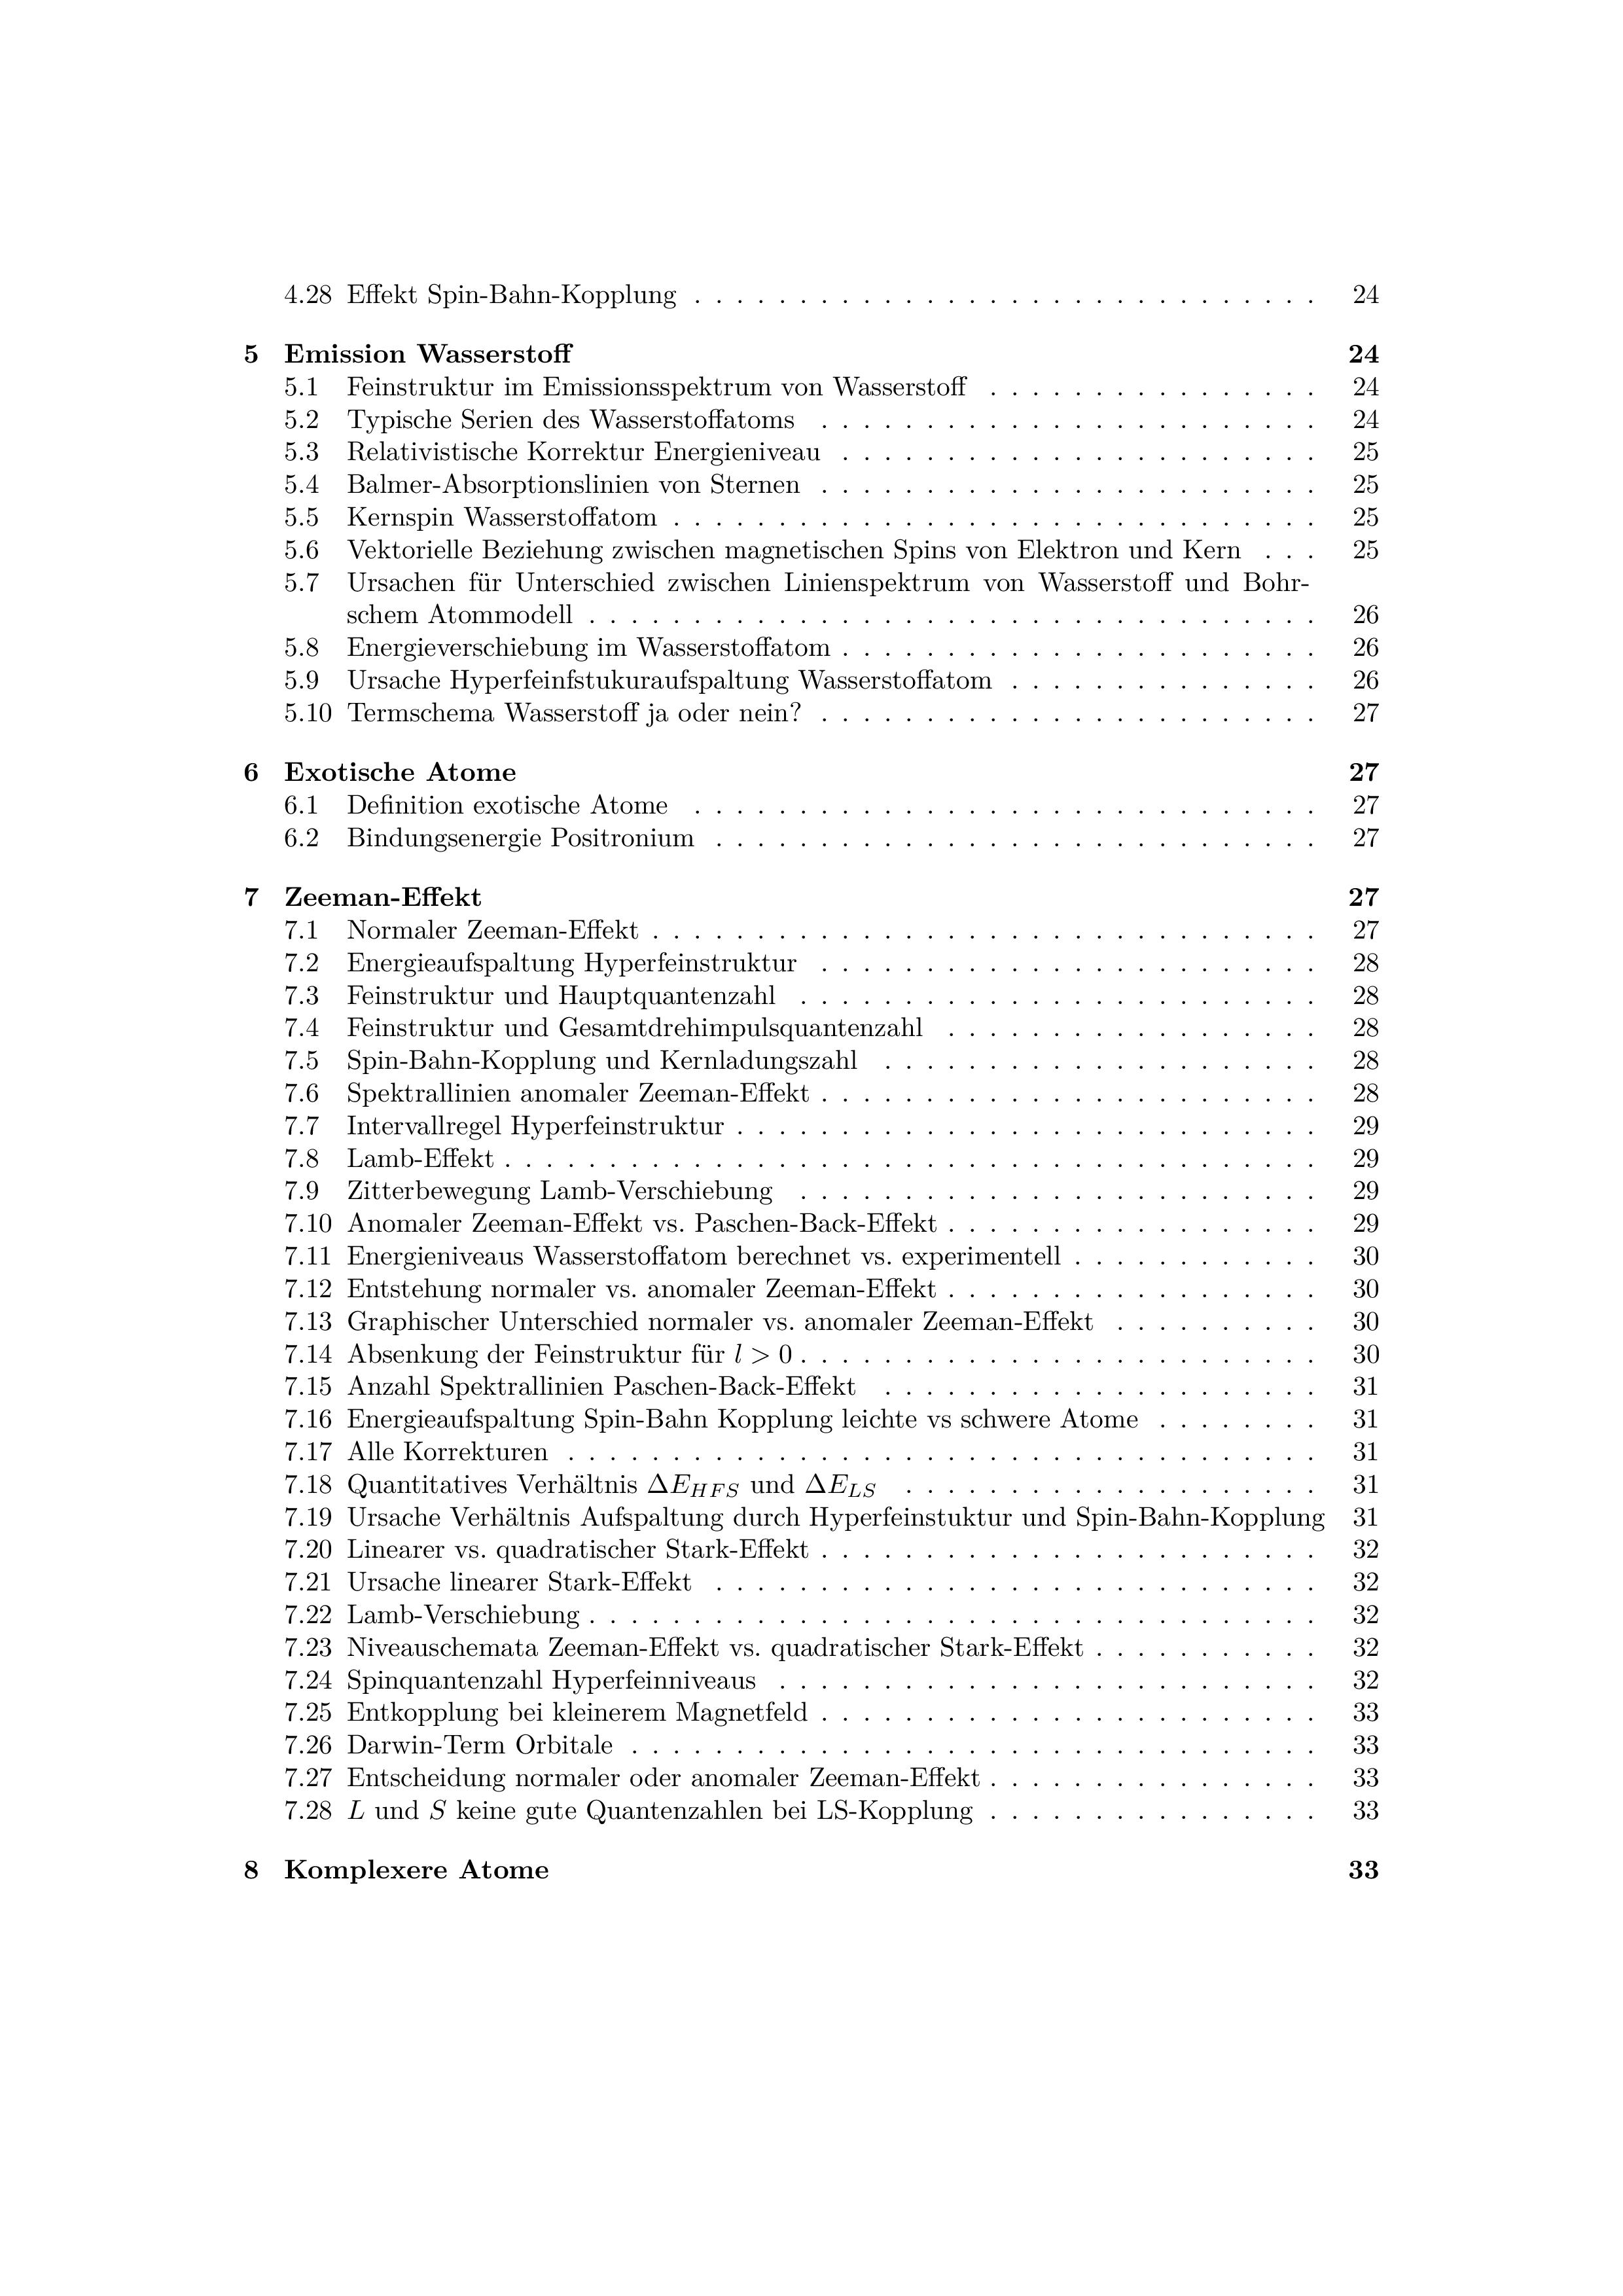 4.28 Effekt Spin-Bahn-Kopplung . . . . . . . . . . . . . . . . . . . . . . . . . . . . . . 24
5 Emission Wasserstoff 24
5.1 Feinstruktur im Emissionsspektrum von Wasserstoff . . . . . . . . . . . . . . . . 24
5.2 Typische Serien des Wasserstoffatoms . . . . . . . . . . . . . . . . . . . . . . . . 24
5.3 Relativistische Korrektur Energieniveau . . . . . . . . . . . . . . . . . . . . . . . 25
5.4 Balmer-Absorptionslinien von Sternen . . . . . . . . . . . . . . . . . . . . . . . . 25
5.5 Kernspin Wasserstoffatom . . . . . . . . . . . . . . . . . . . . . . . . . . . . . . . 25
5.6 Vektorielle Beziehung zwischen magnetischen Spins von Elektron und Kern . . . 25
5.7 Ursachen für Unterschied zwischen Linienspektrum von Wasserstoff und Bohr-
schem Atommodell . . . . . . . . . . . . . . . . . . . . . . . . . . . . . . . . . . . 26
5.8 Energieverschiebung im Wasserstoffatom . . . . . . . . . . . . . . . . . . . . . . . 26
5.9 Ursache Hyperfeinfstukuraufspaltung Wasserstoffatom . . . . . . . . . . . . . . . 26
5.10 Termschema Wasserstoff ja oder nein? . . . . . . . . . . . . . . . . . . . . . . . . 27
6 Exotische Atome 27
6.1 Definition exotische Atome . . . . . . . . . . . . . . . . . . . . . . . . . . . . . . 27
6.2 Bindungsenergie Positronium . . . . . . . . . . . . . . . . . . . . . . . . . . . . . 27
7 Zeeman-Effekt 27
7.1 Normaler Zeeman-Effekt . . . . . . . . . . . . . . . . . . . . . . . . . . . . . . . . 27
7.2 Energieaufspaltung Hyperfeinstruktur . . . . . . . . . . . . . . . . . . . . . . . . 28
7.3 Feinstruktur und Hauptquantenzahl . . . . . . . . . . . . . . . . . . . . . . . . . 28
7.4 Feinstruktur und Gesamtdrehimpulsquantenzahl . . . . . . . . . . . . . . . . . . 28
7.5 Spin-Bahn-Kopplung und Kernladungszahl . . . . . . . . . . . . . . . . . . . . . 28
7.6 Spektrallinien anomaler Zeeman-Effekt . . . . . . . . . . . . . . . . . . . . . . . . 28
7.7 Intervallregel Hyperfeinstruktur . . . . . . . . . . . . . . . . . . . . . . . . . . . . 29
7.8 Lamb-Effekt . . . . . . . . . . . . . . . . . . . . . . . . . . . . . . . . . . . . . . . 29
7.9 Zitterbewegung Lamb-Verschiebung . . . . . . . . . . . . . . . . . . . . . . . . . 29
7.10 Anomaler Zeeman-Effekt vs. Paschen-Back-Effekt . . . . . . . . . . . . . . . . . . 29
7.11 Energieniveaus Wasserstoffatom berechnet vs. experimentell . . . . . . . . . . . . 30
7.12 Entstehung normaler vs. anomaler Zeeman-Effekt . . . . . . . . . . . . . . . . . . 30
7.13 Graphischer Unterschied normaler vs. anomaler Zeeman-Effekt . . . . . . . . . . 30
7.14 Absenkung der Feinstruktur für l > 0 . . . . . . . . . . . . . . . . . . . . . . . . . 30
7.15 Anzahl Spektrallinien Paschen-Back-Effekt . . . . . . . . . . . . . . . . . . . . . 31
7.16 Energieaufspaltung Spin-Bahn Kopplung leichte vs schwere Atome . . . . . . . . 31
7.17 Alle Korrekturen . . . . . . . . . . . . . . . . . . . . . . . . . . . . . . . . . . . . 31
7.18 Quantitatives Verhältnis ΔE_HFS und ΔE_LS . . . . . . . . . . . . . . . . . . . . 31
7.19 Ursache Verhältnis Aufspaltung durch Hyperfeinstuktur und Spin-Bahn-Kopplung 31
7.20 Linearer vs. quadratischer Stark-Effekt . . . . . . . . . . . . . . . . . . . . . . . . 32
7.21 Ursache linearer Stark-Effekt . . . . . . . . . . . . . . . . . . . . . . . . . . . . . 32
7.22 Lamb-Verschiebung . . . . . . . . . . . . . . . . . . . . . . . . . . . . . . . . . . . 32
7.23 Niveauschemata Zeeman-Effekt vs. quadratischer Stark-Effekt . . . . . . . . . . . 32
7.24 Spinquantenzahl Hyperfeinniveaus . . . . . . . . . . . . . . . . . . . . . . . . . . 32
7.25 Entkopplung bei kleinerem Magnetfeld . . . . . . . . . . . . . . . . . . . . . . . . 33
7.26 Darwin-Term Orbitale . . . . . . . . . . . . . . . . . . . . . . . . . . . . . . . . . 33
7.27 Entscheidung normaler oder anomaler Zeeman-Effekt . . . . . . . . . . . . . . . . 33
7.28 L und S keine gute Quantenzahlen bei LS-Kopplung . . . . . . . . . . . . . . . . 33
8 Komplexere Atome 33